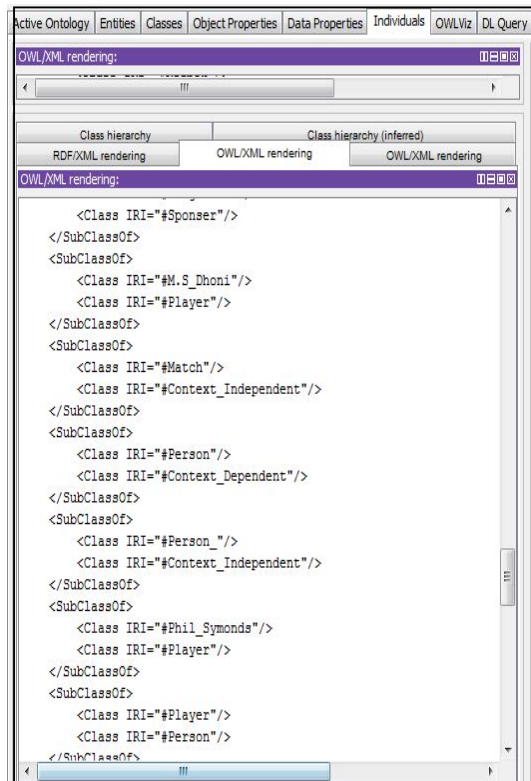 Active Ontology Entities Classes Object Properties Data Properties Individuals OWLViz DL Query
OWL/XML rendering:
Class hierarchy Class hierarchy (inferred)
RDF/XML rendering OWL/XML rendering OWL/XML rendering
OWL/XML rendering:
<Class IRI="#Sponser"/>
</SubClassOf>
<SubClassOf>
<Class IRI="#M.S_Dhoni"/>
<Class IRI="#Player"/>
</SubClassOf>
<SubClassOf>
<Class IRI="#Match"/>
<Class IRI="#Context_Independent"/>
</SubClassOf>
<SubClassOf>
<Class IRI="#Person"/>
<Class IRI="#Context_Dependent"/>
</SubClassOf>
<SubClassOf>
<Class IRI="#Person_"/>
<Class IRI="#Context_Independent"/>
</SubClassOf>
<SubClassOf>
<Class IRI="#Phil_Symonds"/>
<Class IRI="#Player"/>
</SubClassOf>
<SubClassOf>
<Class IRI="#Player"/>
<Class IRI="#Person"/>
</SubClassOf>